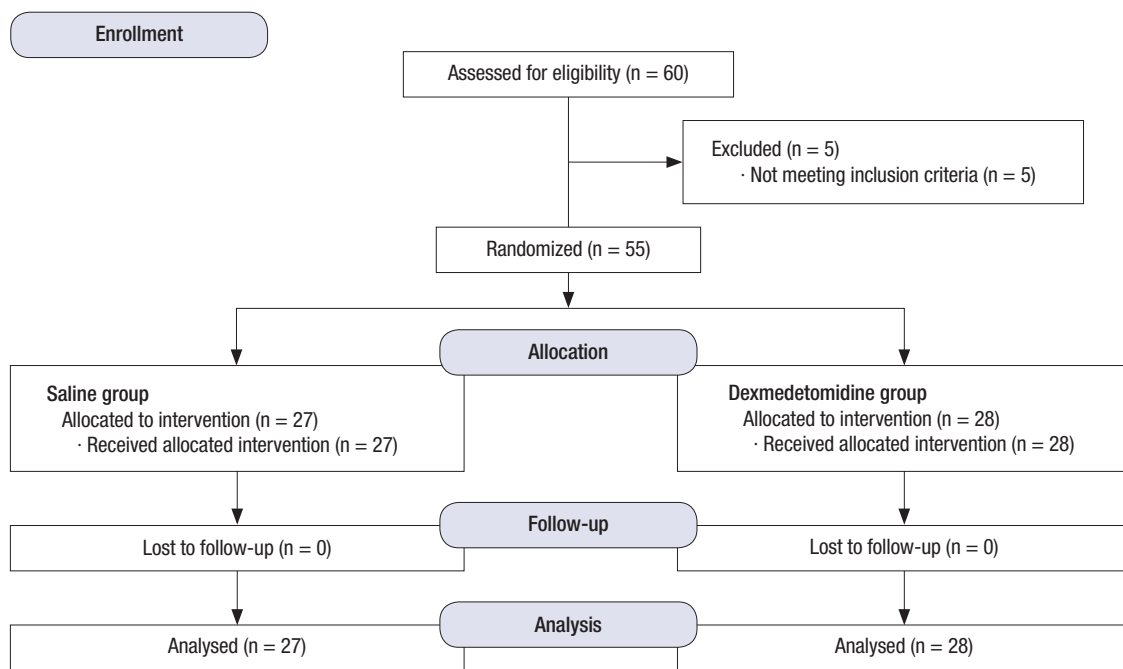 Enrollment
Assessed for eligibility (n = 60)
Excluded (n = 5)
· Not meeting inclusion criteria (n = 5)
Randomized (n = 55)
Allocation
Saline group
Allocated to intervention (n = 27)
· Received allocated intervention (n = 27)
Dexmedetomidine group
Allocated to intervention (n = 28)
· Received allocated intervention (n = 28)
Follow-up
Lost to follow-up (n = 0)
Lost to follow-up (n = 0)
Analysis
Analysed (n = 27)
Analysed (n = 28)